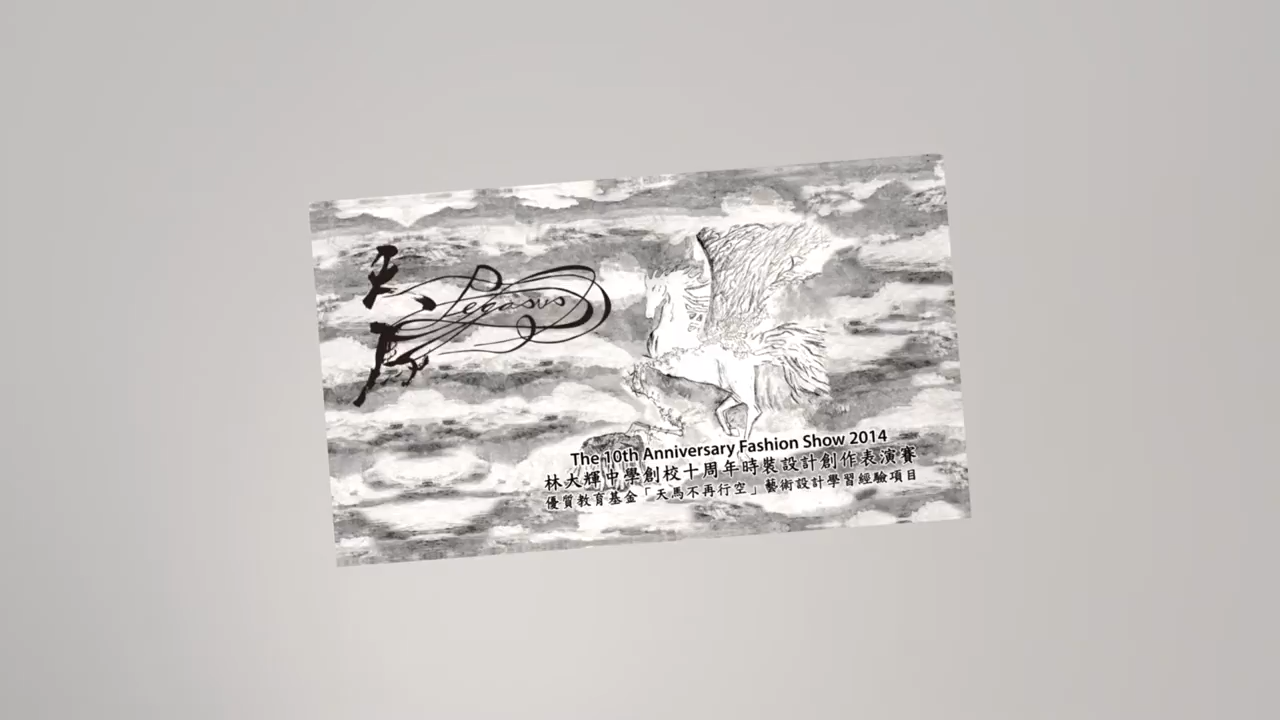 天馬
Pegasus
The 10th Anniversary Fashion Show 2014
林大輝中學創校十周年時裝設計創作表演賽
優質教育基金「天馬不再行空」藝術設計學習經驗項目